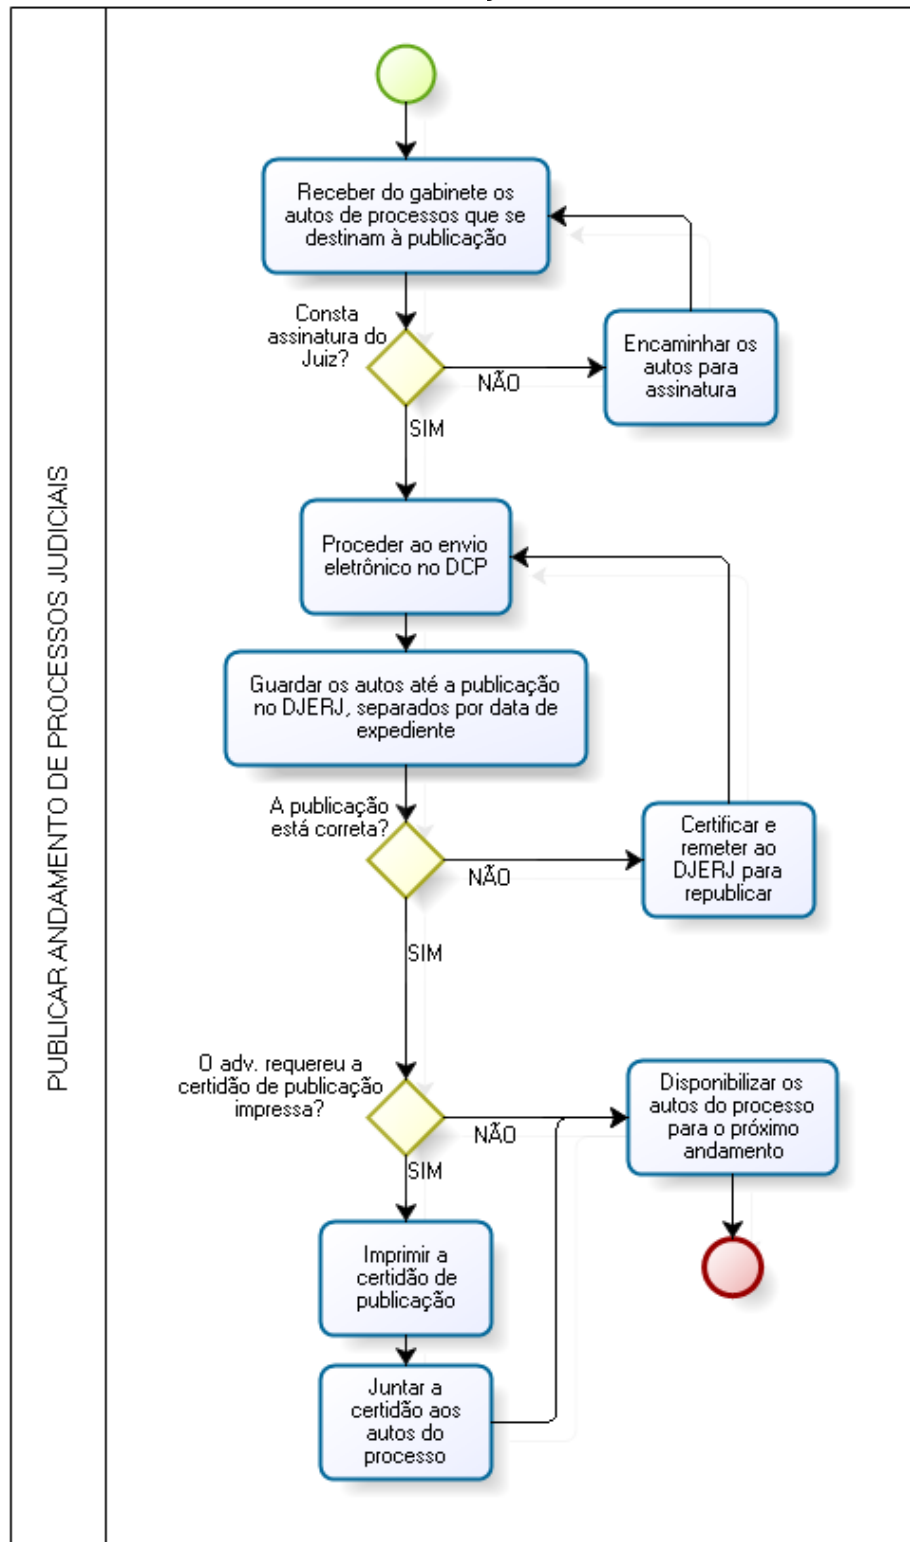 PUBLICAR ANDAMENTO DE PROCESSOS JUDICIAIS
Receber do gabinete os
autos de processos que se
destinam à publicação
Consta
assinatura do
Juiz?
NÃO
Encaminhar os
autos para
assinatura
SIM
Proceder ao envio
eletrônico no DCP
Guardar os autos até a publicação
no DJERJ, separados por data de
expediente
A publicação
está correta?
NÃO
Certificar e
remeter ao
DJERJ para
republicar
SIM
O adv. requereu a
certidão de publicação
impressa?
NÃO
Disponibilizar os
autos do processo
para o próximo
andamento
SIM
Imprimir a
certidão de
publicação
Juntar a
certidão aos
autos do
processo